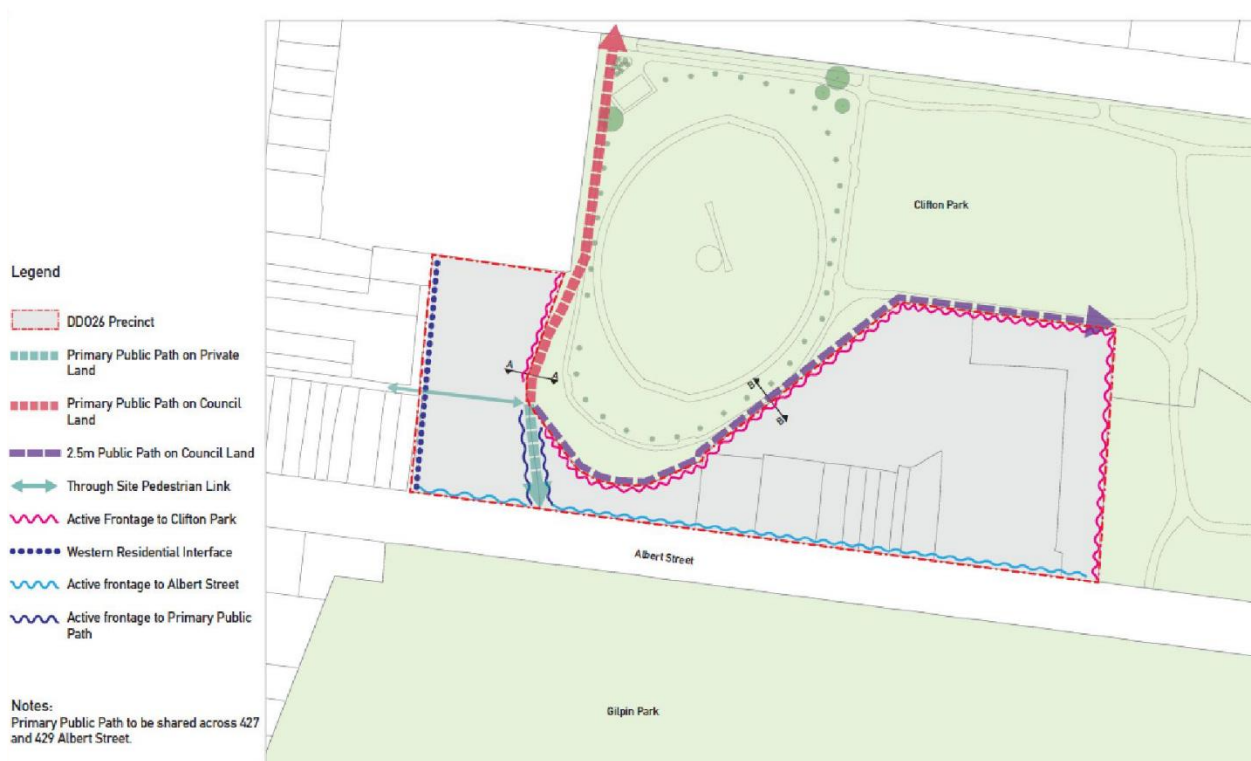 Legend
DDO26 Precinct
Primary Public Path on Private
Land
Primary Public Path on Council
Land
2.5m Public Path on Council Land
Through Site Pedestrian Link
Active Frontage to Clifton Park
Western Residential Interface
Active frontage to Albert Street
Active frontage to Primary Public
Path
Notes:
Primary Public Path to be shared across 427
and 429 Albert Street.
Clifton Park
A A
B
B
Albert Street
Gilpin Park